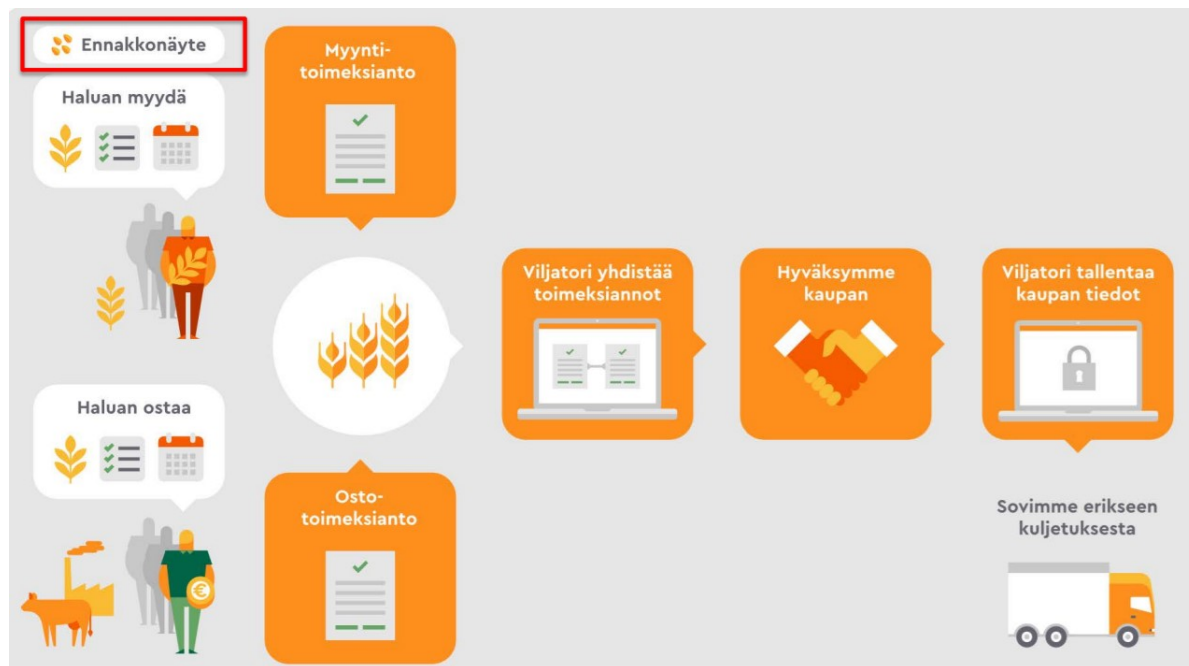 Ennakkonäyte
Haluan myydä
Myynti-
toimeksianto
Viljatori yhdistää
toimeksiannot
Hyväksymme
kaupan
Viljatori tallentaa
kaupan tiedot
Haluan ostaa
Osto-
toimeksianto
€
Sovimme erikseen
kuljetuksesta